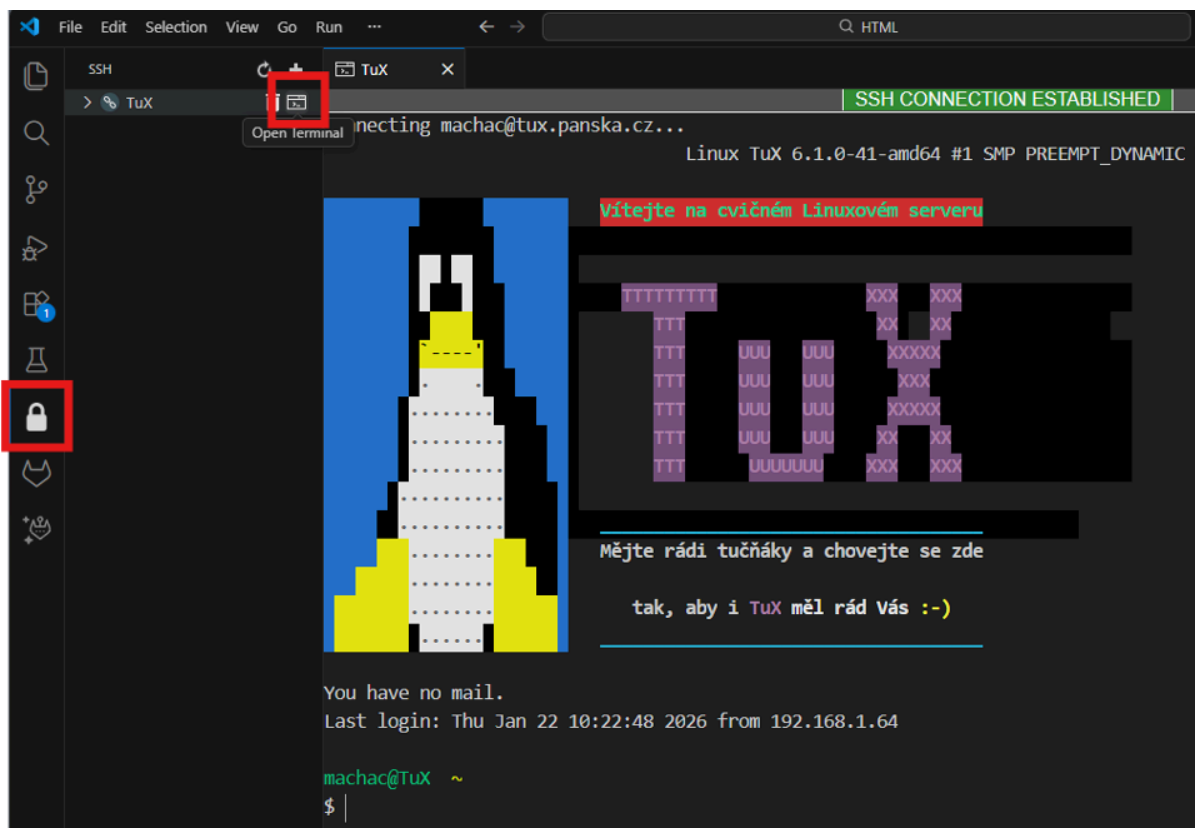 File Edit Selection View Go Run ··· HTML
SSH
TuX
TuX
Open Terminal
SSH CONNECTION ESTABLISHED
nnecting machac@tux.panska.cz...
Linux TuX 6.1.0-41-amd64 #1 SMP PREEMPT_DYNAMIC
Vítejte na cvičném Linuxovém serveru
TTTTTTTTT XXX XXX
TTT XX XX
TTT UUU UUU XXXXX
TTT UUU UUU XXX
TTT UUU UUU XXXXX
TTT UUU UUU XX XX
TTT UUUUUUU XXX XXX
Mějte rádi tučňáky a chovejte se zde
tak, aby i TuX měl rád Vás :-)
You have no mail.
Last login: Thu Jan 22 10:22:48 2026 from 192.168.1.64
machac@TuX ~
$
1